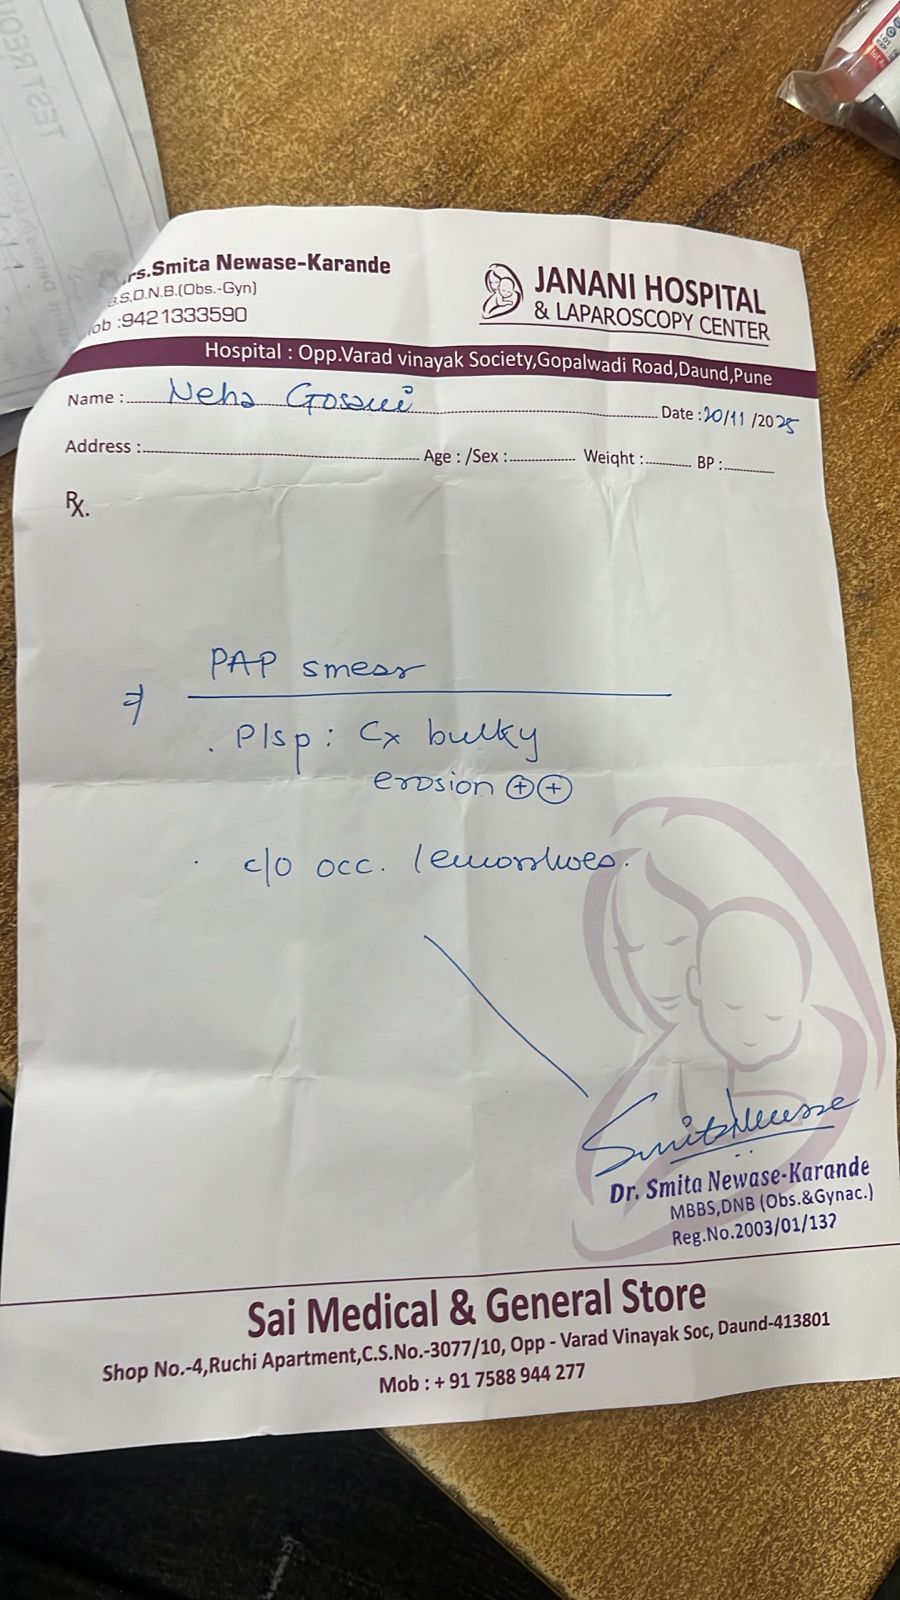 rs.Smita Newase-Karande
B.S,D.N.B.(Obs.-Gyn)
ob :9421333590
JANANI HOSPITAL
& LAPAROSCOPY CENTER
Hospital : Opp.Varad vinayak Society,Gopalwadi Road,Daund,Pune
Name : Neha Date : 20/11/2025
Address : Age : /Sex : Weight : BP :
Rx.
PAP smear
. P/sp : Cx bulky
erosion ++
. c/o occ.
Dr. Smita Newase-Karande
MBBS,DNB (Obs.&Gynac.)
Reg.No.2003/01/137
Sai Medical & General Store
Shop No.-4,Ruchi Apartment,C.S.No.-3077/10, Opp - Varad Vinayak Soc, Daund-413801
Mob : + 91 7588 944 277